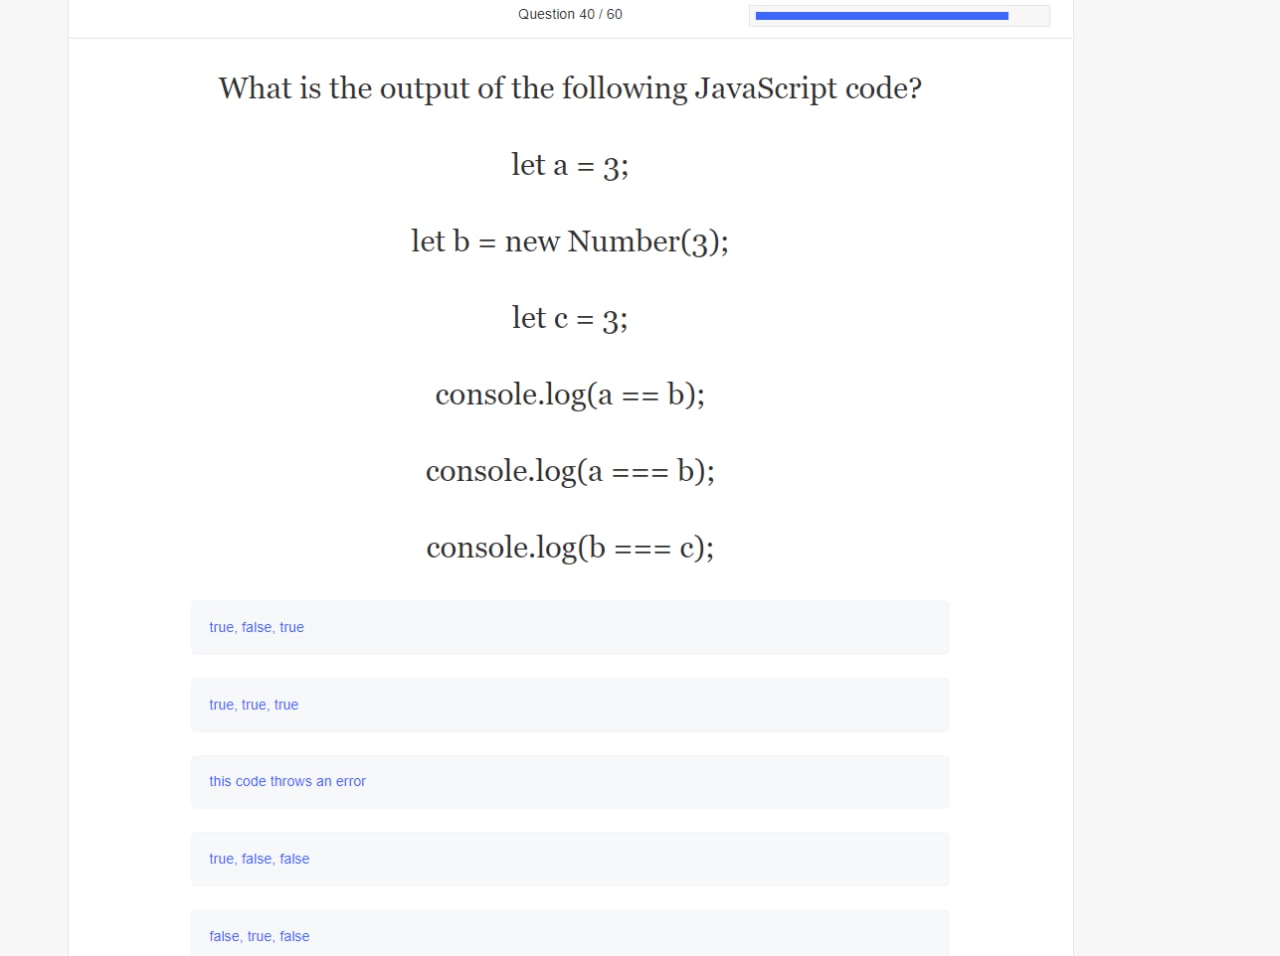 Question 40 / 60
What is the output of the following JavaScript code?
let a = 3;
let b = new Number(3);
let c = 3;
console.log(a == b);
console.log(a === b);
console.log(b === c);
true, false, true
true, true, true
this code throws an error
true, false, false
false, true, false